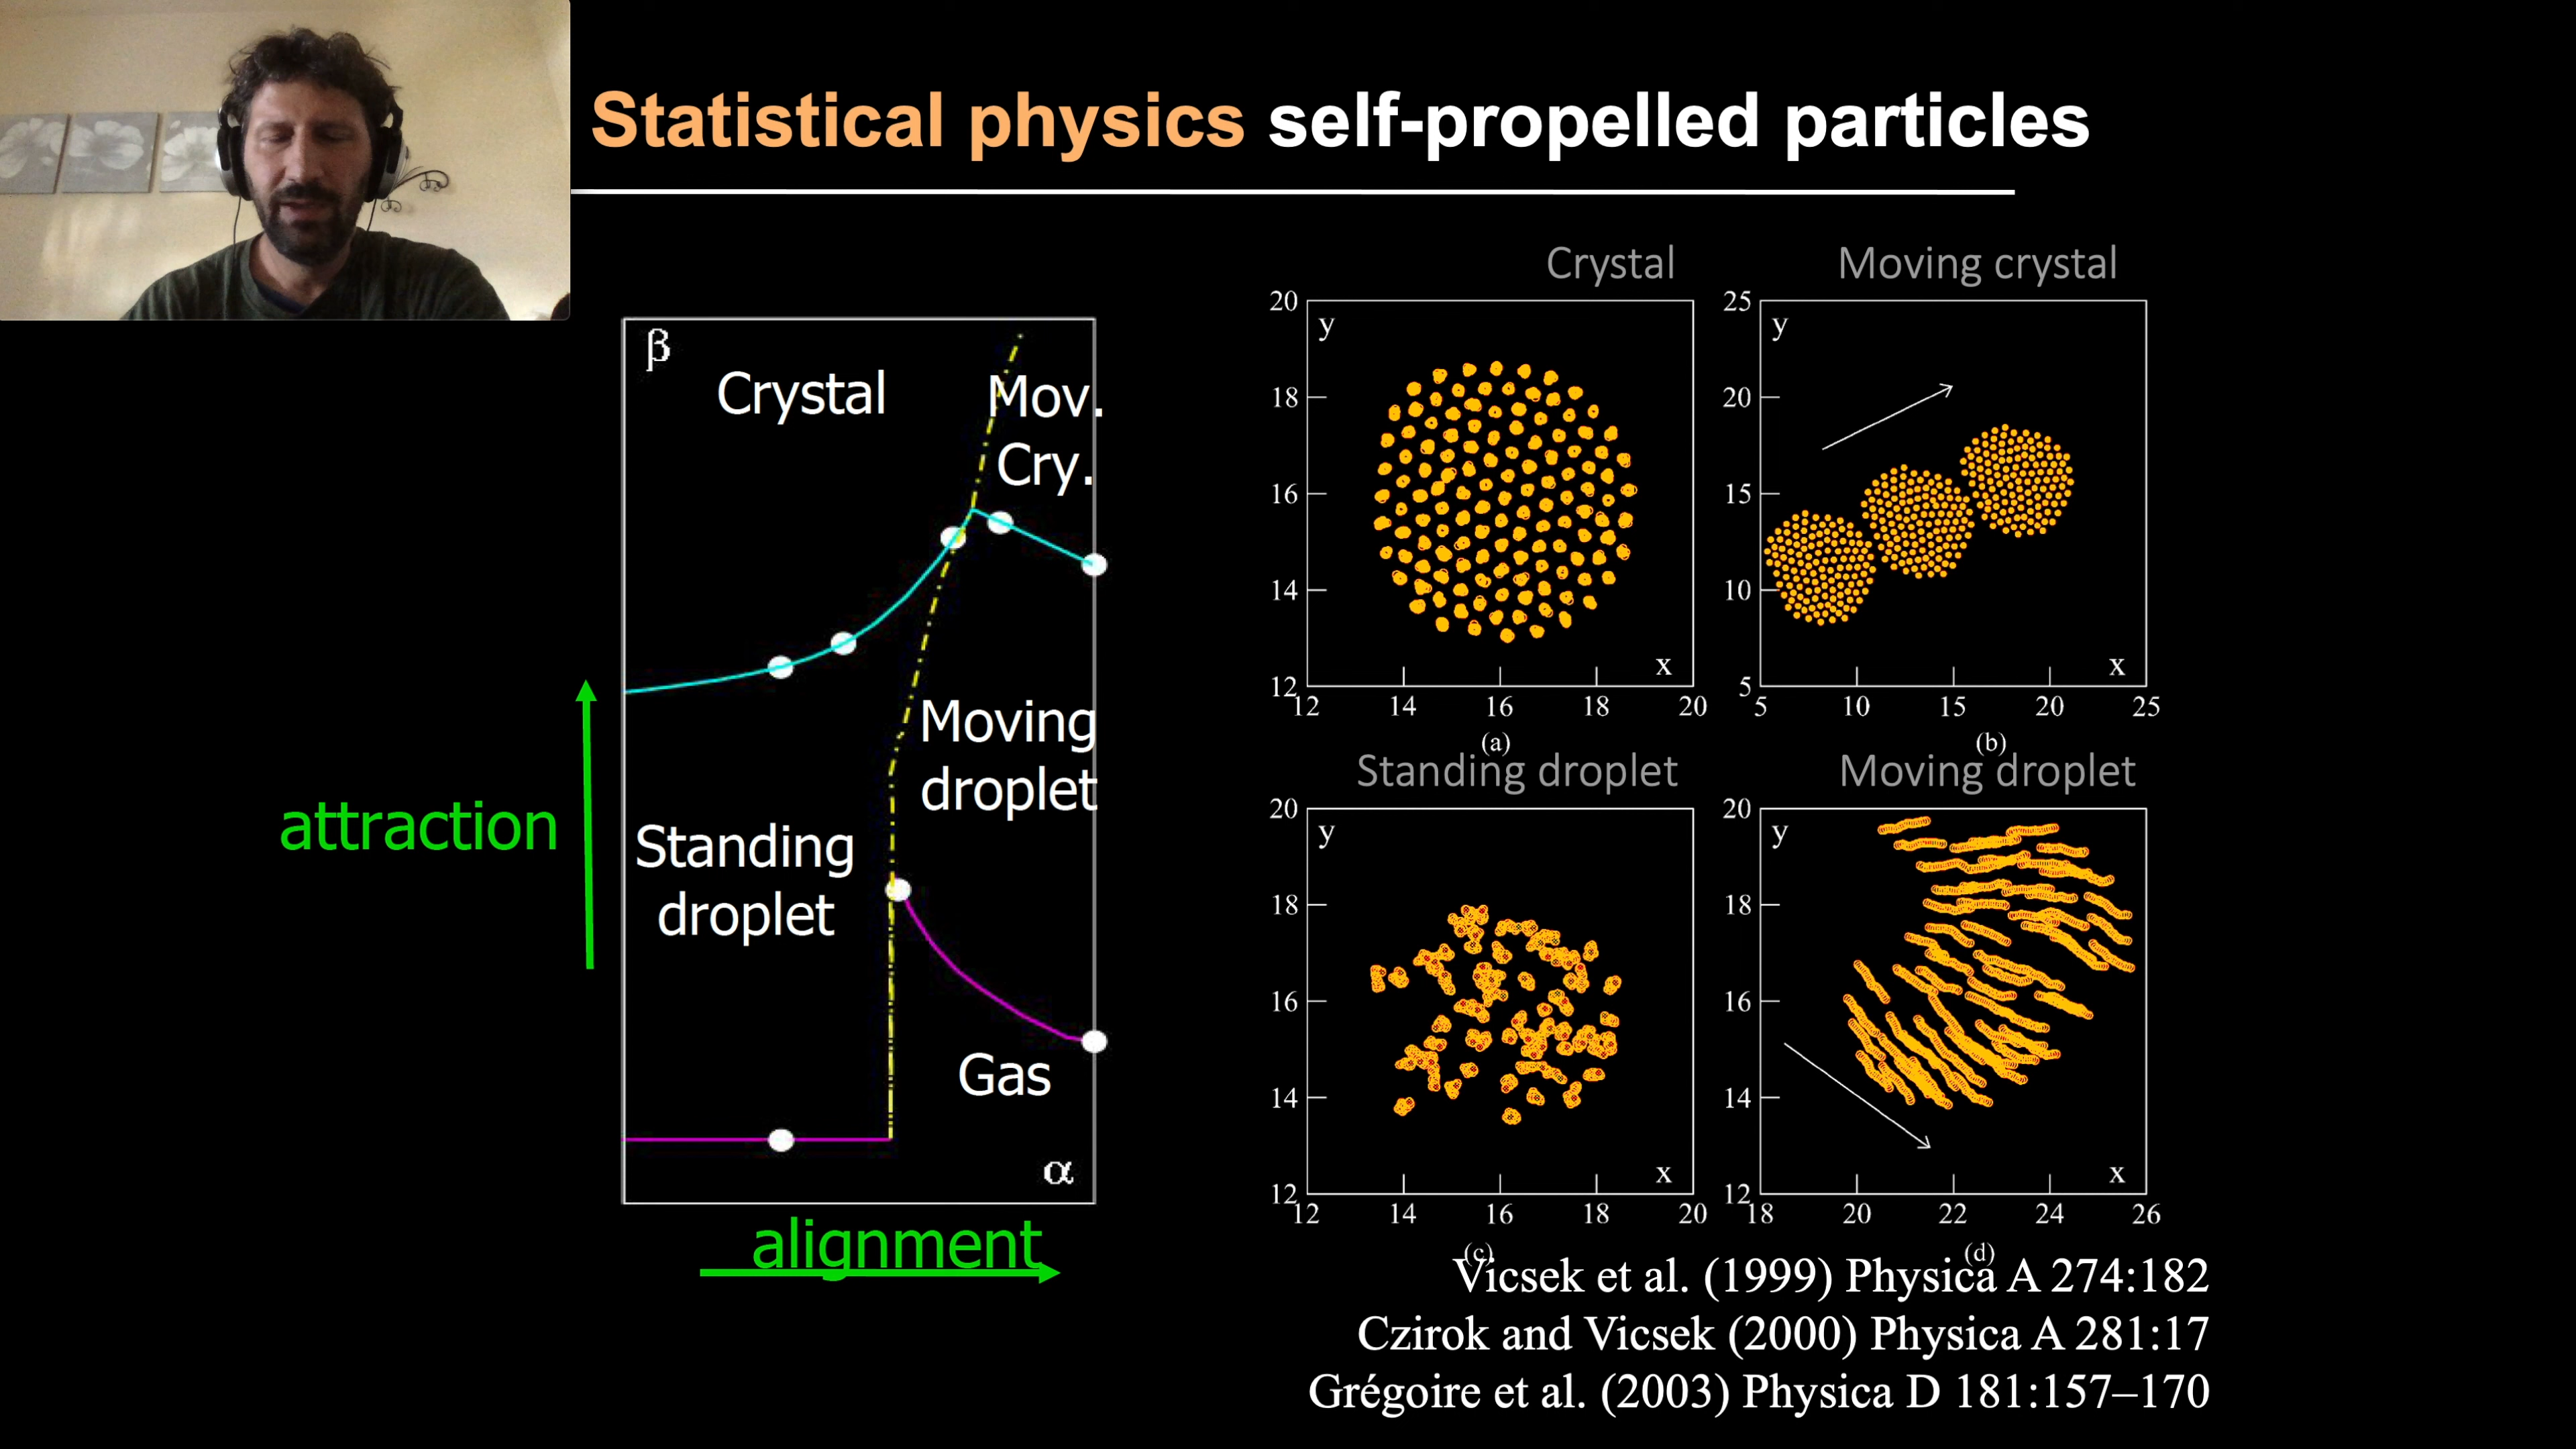 Statistical physics self-propelled particles
β
Crystal
Mov.
Cry.
Moving
droplet
Standing
droplet
Gas
α
attraction
alignment
Crystal
20
18
16
14
12
y
x
12 14 16 18 20
(a)
Moving crystal
25
20
15
10
5
y
x
5 10 15 20 25
(b)
Standing droplet
20
18
16
14
12
y
x
12 14 16 18 20
(c)
Moving droplet
20
18
16
14
12
y
x
18 20 22 24 26
(d)
Vicsek et al. (1999) Physica A 274:182
Czirok and Vicsek (2000) Physica A 281:17
Grégoire et al. (2003) Physica D 181:157–170